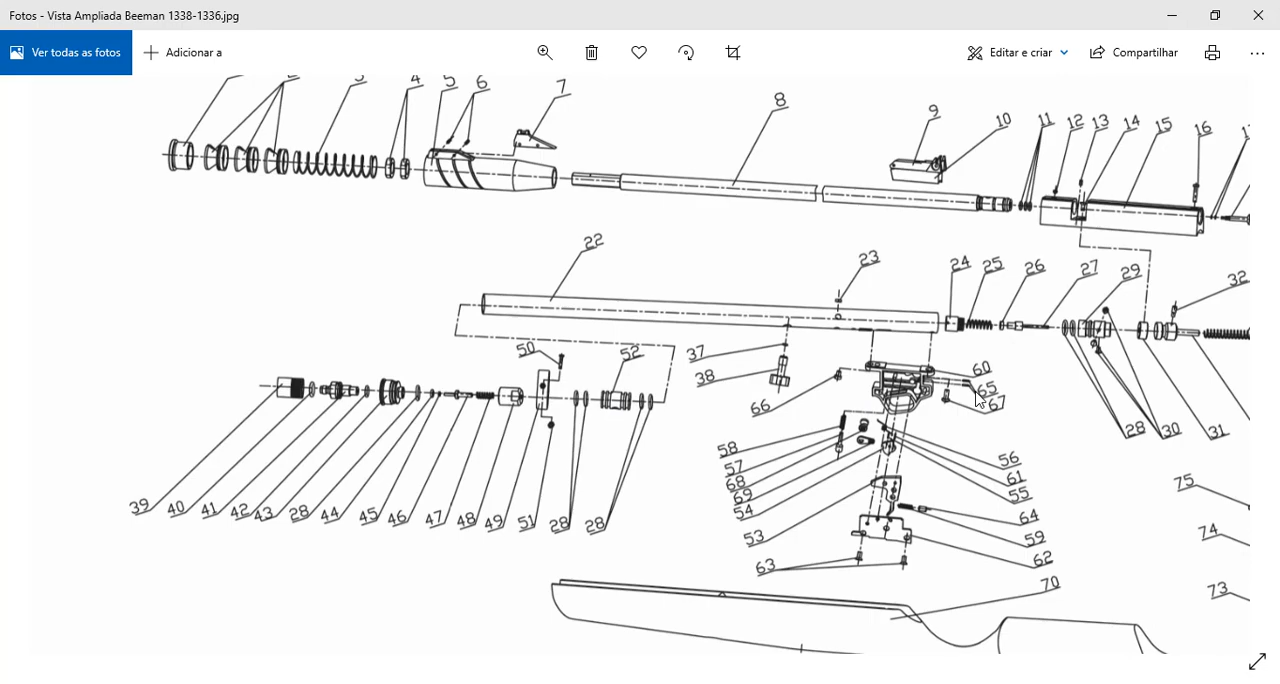 Fotos - Vista Ampliada Beeman 1338-1336.jpg
Ver todas as fotos
Adicionar a
Editar e criar
Compartilhar
4 5 6 7 8 9 10 11 12 13 14 15 16
22 23 24 25 26 27 29 32
50 52 37 38 60 65 67
66
58 57 68 69 54 53 63
56 61 55 64 59 62
28 30 31
39 40 41 42 43 28 44 45 46 47 48 49 51 28 28
70
75
74
73